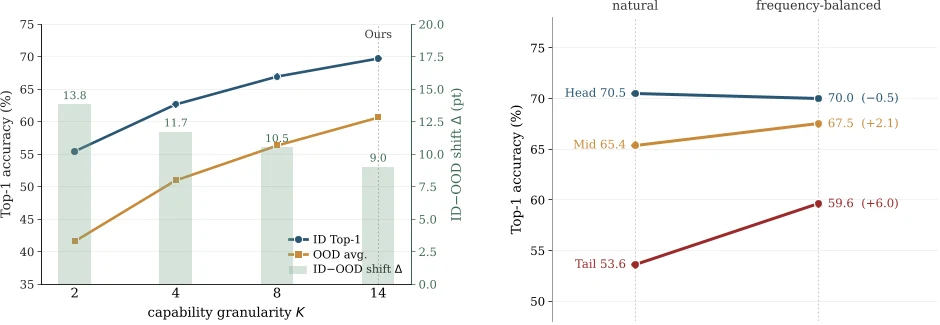 75
70
65
60
55
50
45
40
35
Top-1 accuracy (%)
20.0
17.5
15.0
12.5
10.0
7.5
5.0
2.5
0.0
ID−OOD shift Δ (pt)
Ours
13.8
11.7
10.5
9.0
ID Top-1
OOD avg.
ID−OOD shift Δ
2 4 8 14
capability granularity K
natural frequency-balanced
75
70
65
60
55
50
Top-1 accuracy (%)
Head 70.5
70.0 (−0.5)
Mid 65.4
67.5 (+2.1)
Tail 53.6
59.6 (+6.0)